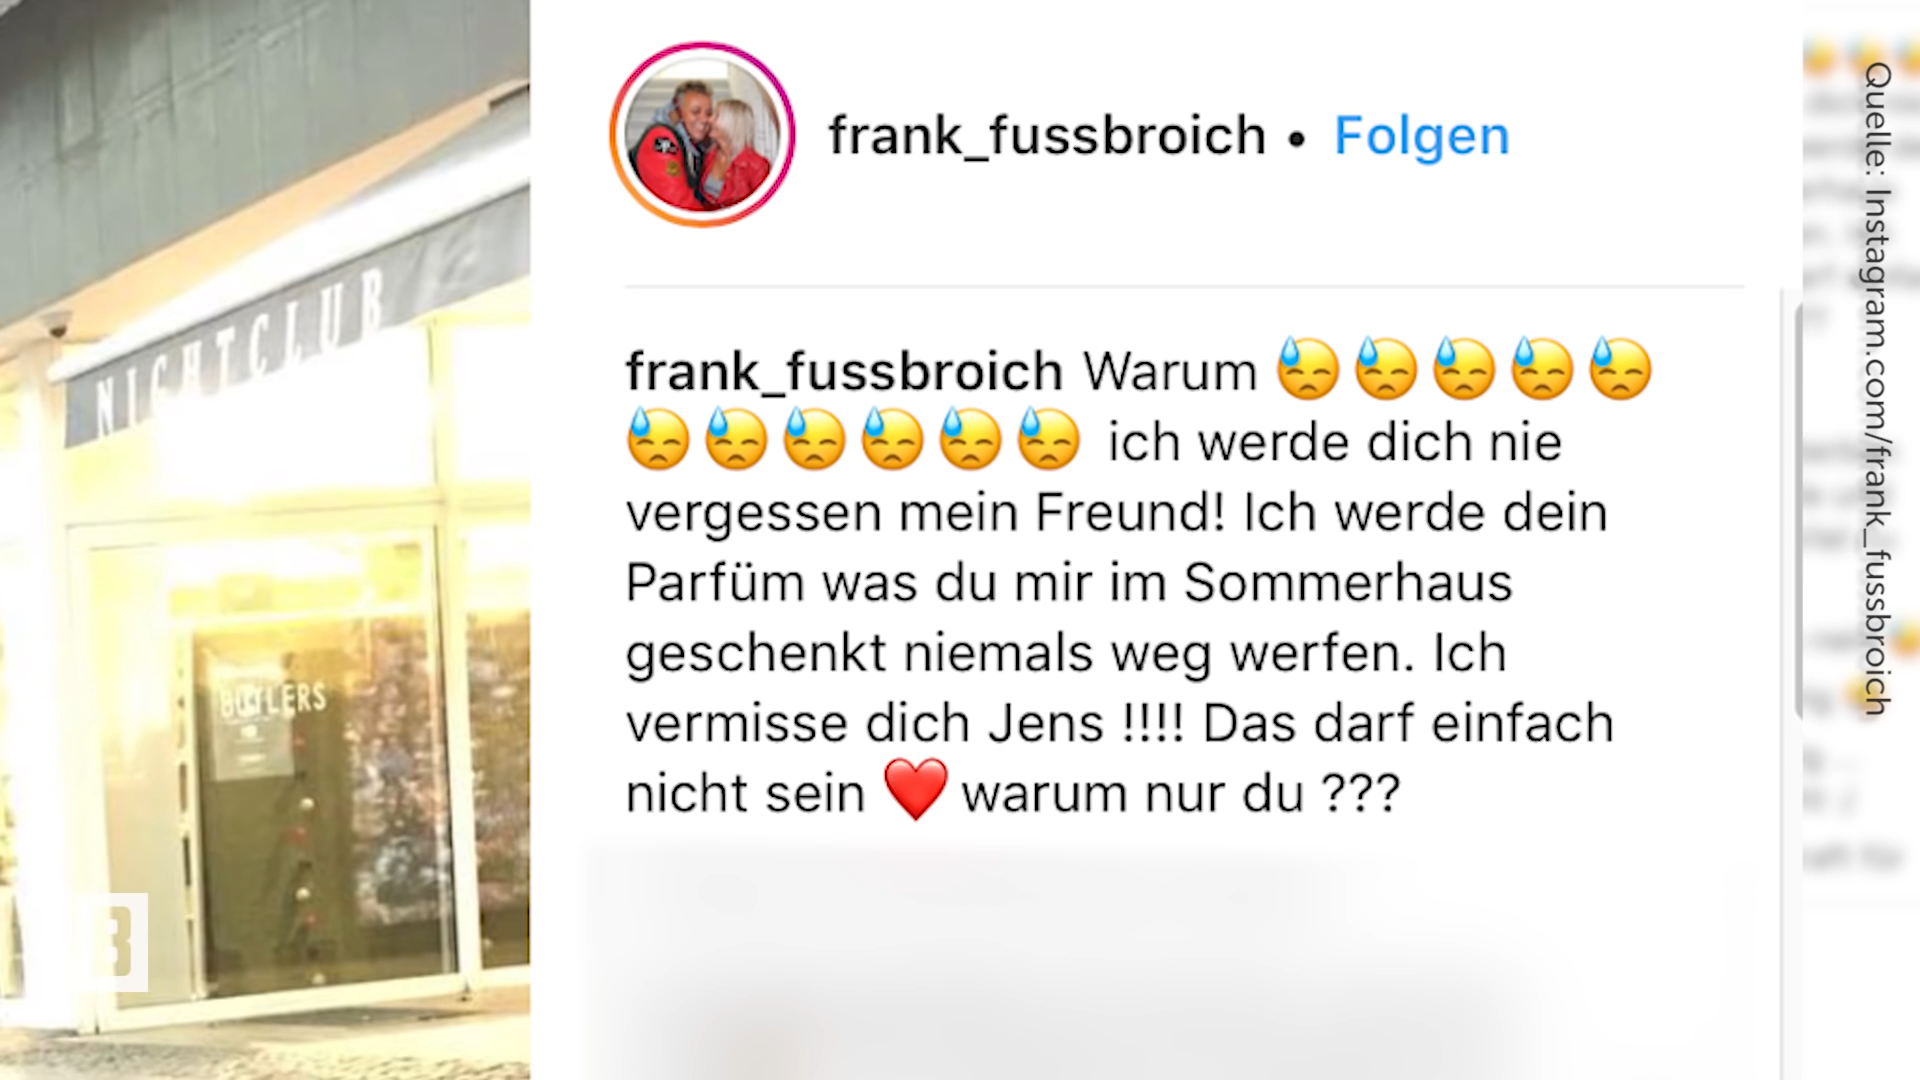 NIGHTCLUB
BUTLERS
frank_fussbroich • Folgen
frank_fussbroich Warum 😓😓😓😓😓
😓😓😓😓😓😓 ich werde dich nie
vergessen mein Freund! Ich werde dein
Parfüm was du mir im Sommerhaus
geschenkt niemals weg werfen. Ich
vermisse dich Jens !!!! Das darf einfach
nicht sein ❤️ warum nur du ???
Quelle: Instagram.com/frank_fussbroich